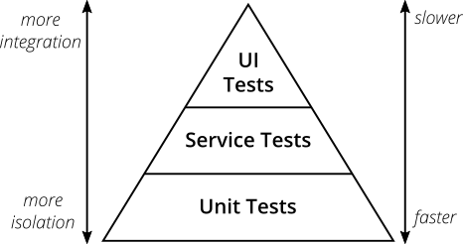 more
integration
slower
UI
Tests
Service Tests
Unit Tests
more
isolation
faster